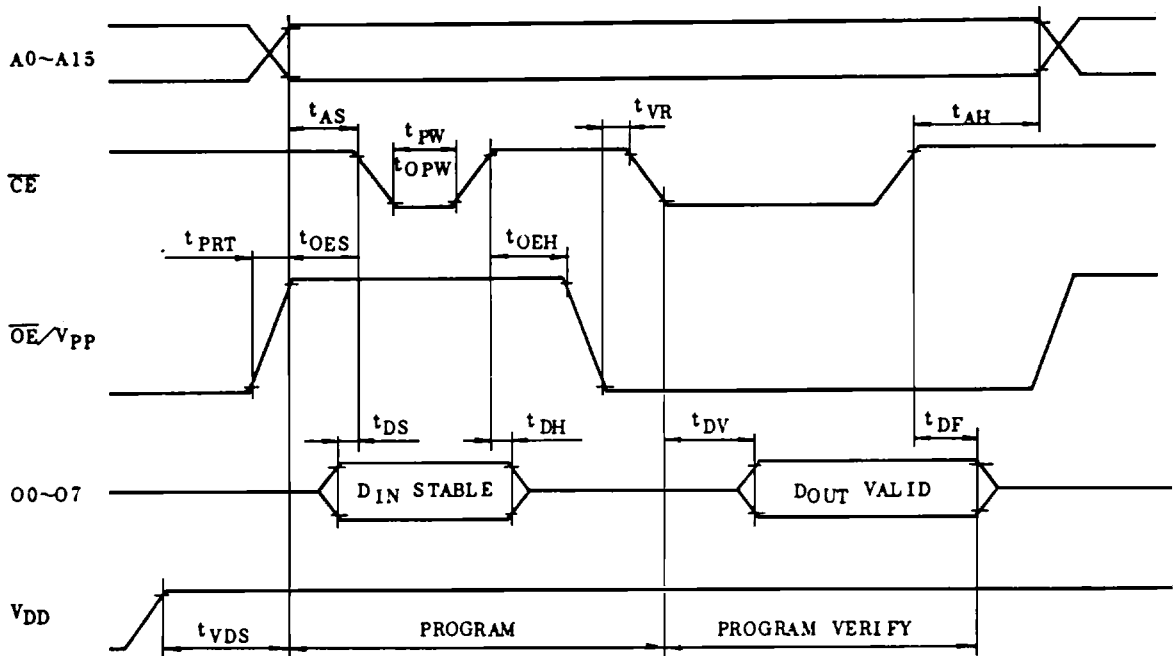 A0~A15
tAS
tPW
tOPW
tVR
tAH
CE
tPRT
tOES
tOEH
OE/VPP
tDS
tDH
tDV
tDF
O0~O7
DIN STABLE
DOUT VALID
VDD
tVDS
PROGRAM
PROGRAM VERIFY